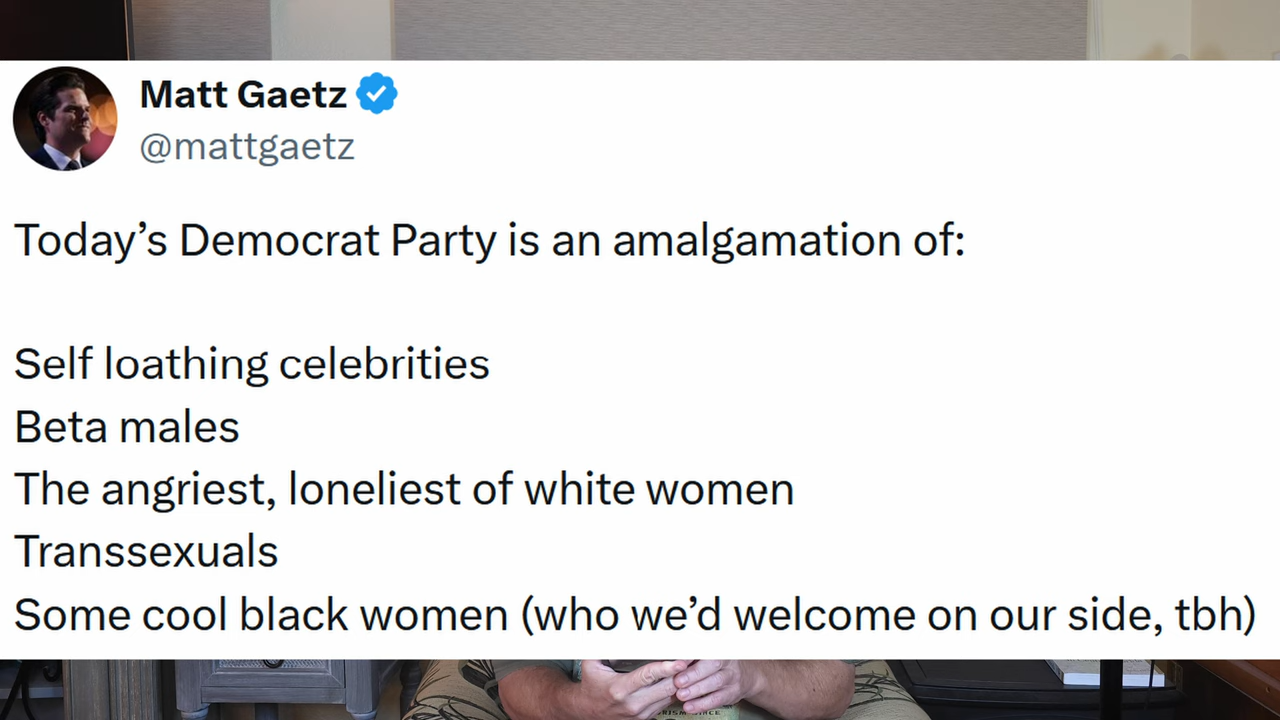 Matt Gaetz
@mattgaetz
Today’s Democrat Party is an amalgamation of:
Self loathing celebrities
Beta males
The angriest, loneliest of white women
Transsexuals
Some cool black women (who we’d welcome on our side, tbh)